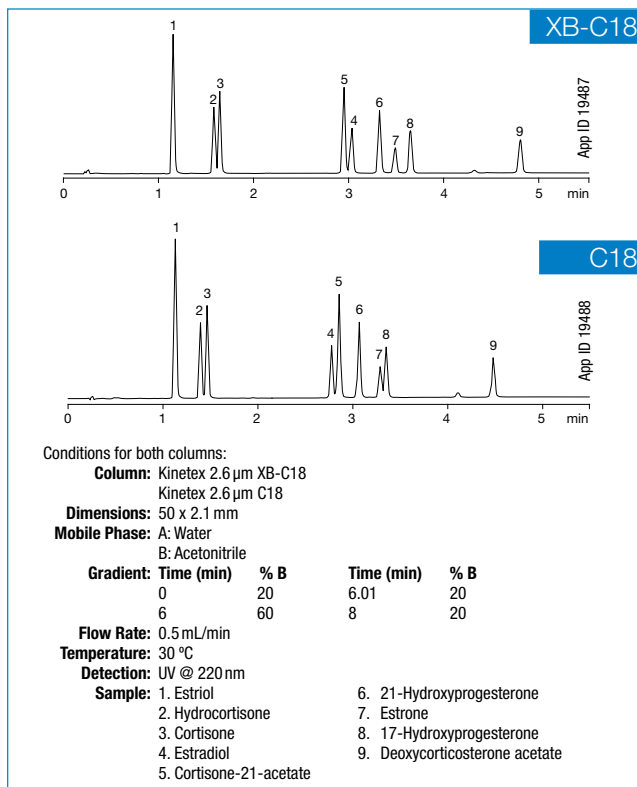 XB-C18
1
2
3
5
4
6
7
8
9
App ID 19487
0 1 2 3 4 5 min
C18
1
2
3
4
5
6
7
8
9
App ID 19488
0 1 2 3 4 5 min
Conditions for both columns:
Column: Kinetex 2.6 µm XB-C18
Kinetex 2.6 µm C18
Dimensions: 50 x 2.1 mm
Mobile Phase: A: Water
B: Acetonitrile
Gradient: Time (min) % B Time (min) % B
0 20 6.01 20
6 60 8 20
Flow Rate: 0.5 mL/min
Temperature: 30 ºC
Detection: UV @ 220 nm
Sample: 1. Estriol 6. 21-Hydroxyprogesterone
2. Hydrocortisone 7. Estrone
3. Cortisone 8. 17-Hydroxyprogesterone
4. Estradiol 9. Deoxycorticosterone acetate
5. Cortisone-21-acetate